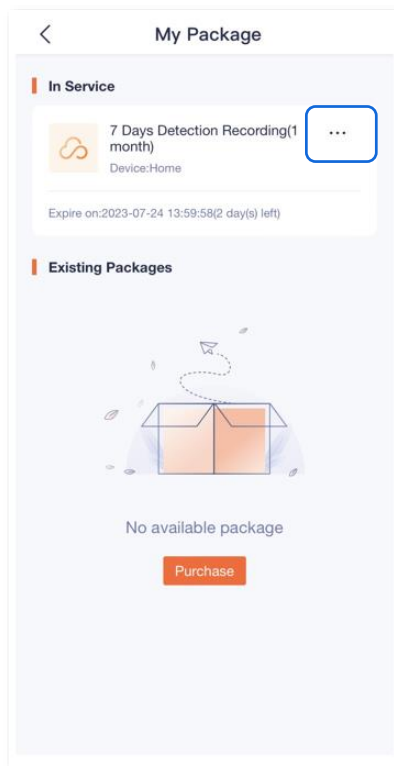 My Package
In Service
7 Days Detection Recording(1
month)
Device:Home
Expire on:2023-07-24 13:59:58(2 day(s) left)
Existing Packages
No available package
Purchase